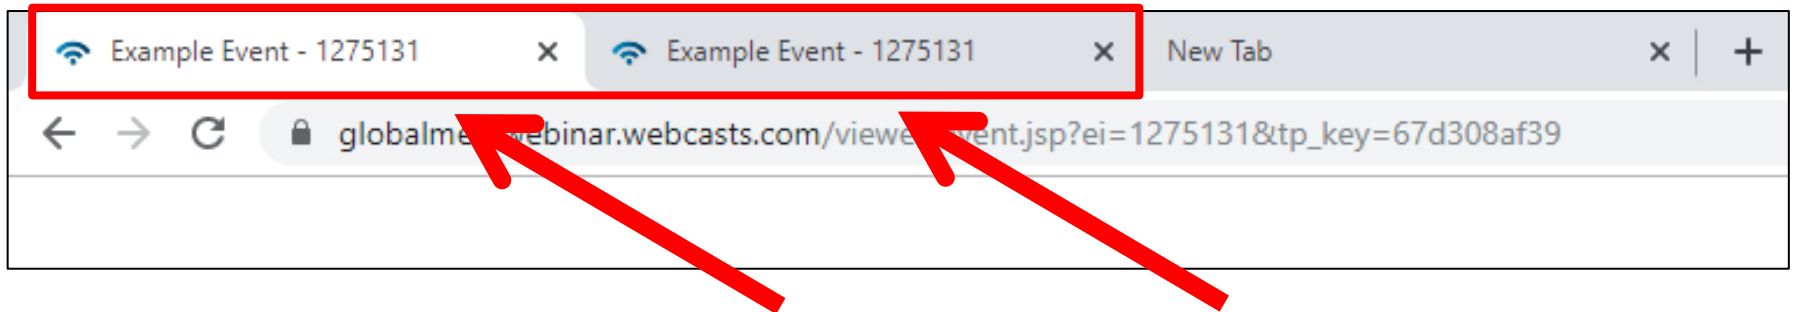 Example Event - 1275131 Example Event - 1275131 New Tab
globalme ebinar.webcasts.com/viewe ent.jsp?ei=1275131&tp_key=67d308af39